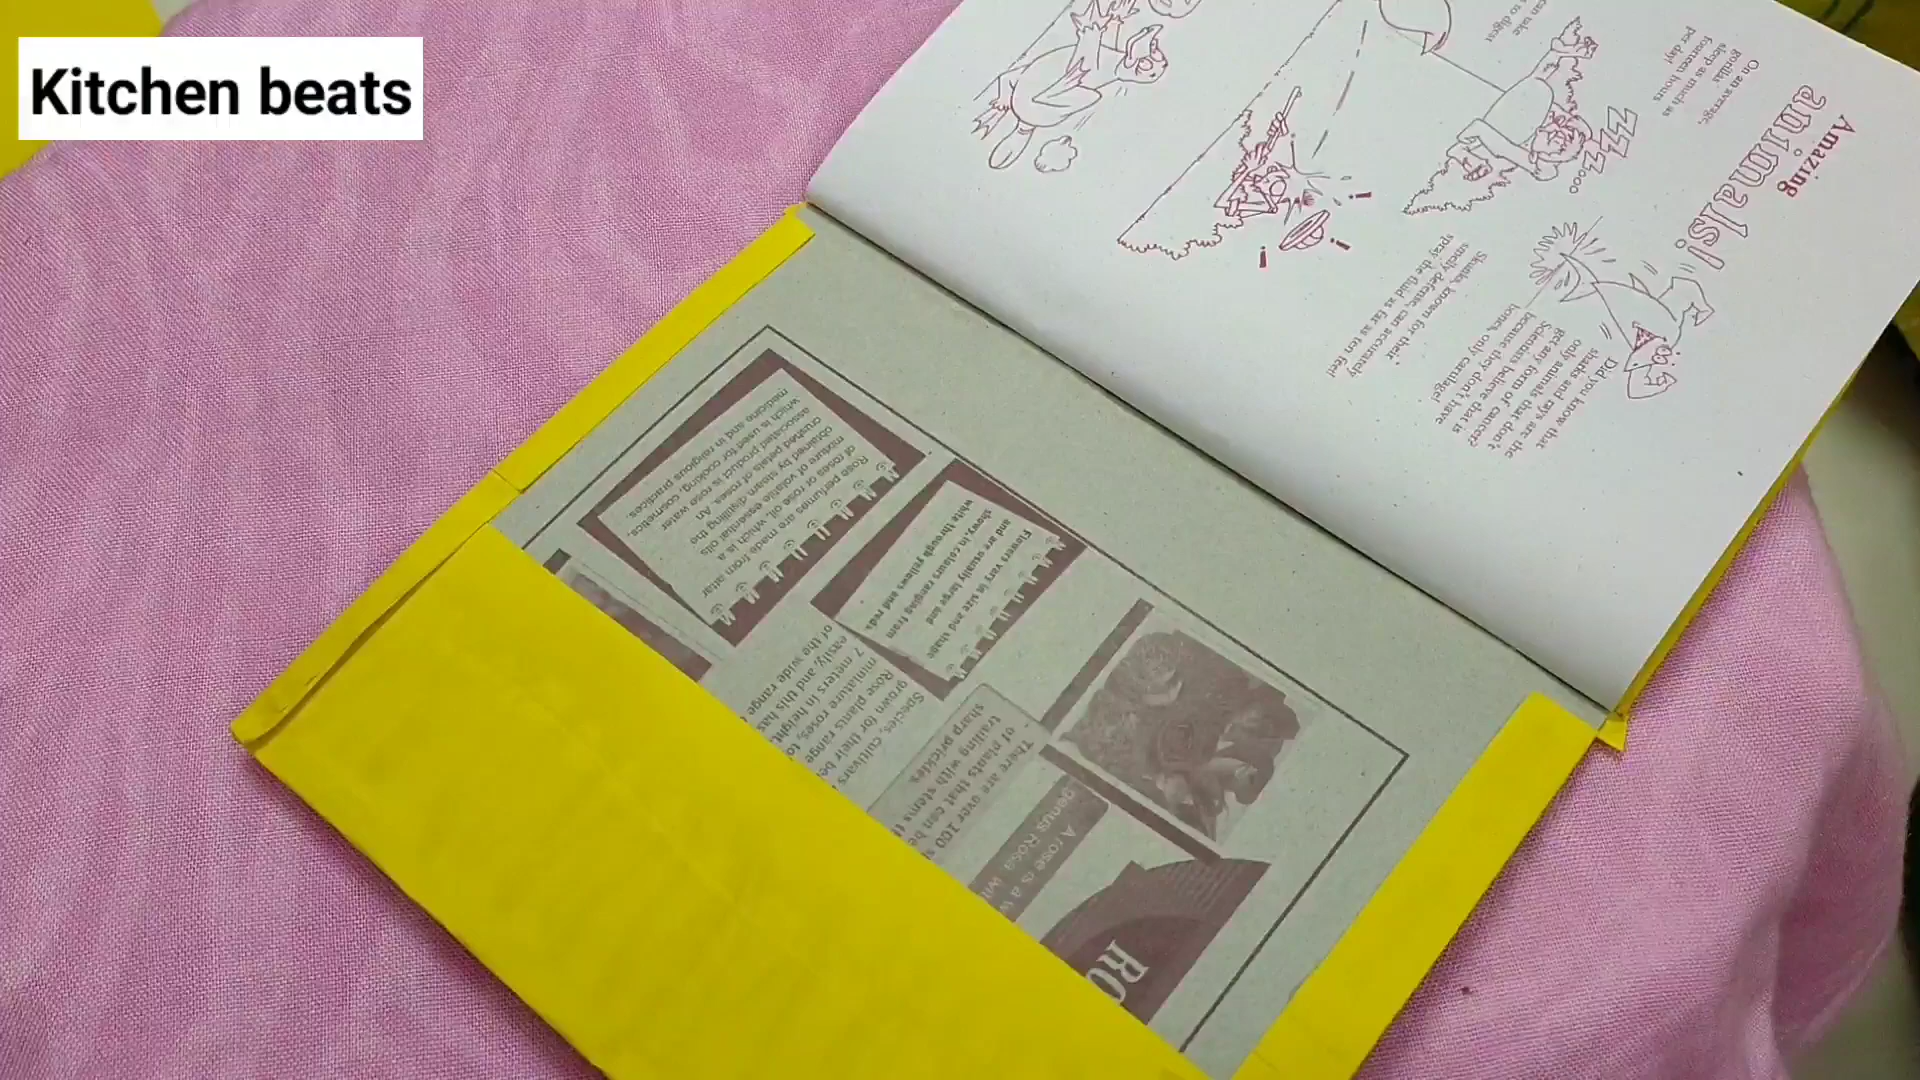 Kitchen beats
Amazing
animals!
On an average,
gorillas
sleep as much as
fourteen hours
per day!
can take
to digest
ZZZzooo
Did you know that
sharks and rays are the
only animals that don't
get any form of cancer?
Scientists believe that is
because they don't have
bones, only cartilage!
Skunks, known for their
smelly defense, can accurately
spray the fluid as far as ten feet!
RO
A rose is a
genus Rosa
There are over 100
of plants that can be
trailing with stems
sharp prickles
Species, cultivars
grown for their
Rose plants range
miniature roses, to
7 meters in height
easily, and this has
of the wide range
Flowers vary in size and shape
and are usually large and
showy, in colours ranging from
white through yellows and reds.
Rose perfumes are made from attar
of roses or rose oil, which is a
mixture of volatile essential oils
obtained by steam distilling the
crushed petals of roses. An
associated product is rose water
which is used for cooking, cosmetics,
medicine and in religious practices.